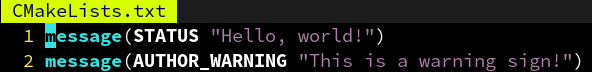 CMakeLists.txt
1 message(STATUS "Hello, world!")
2 message(AUTHOR_WARNING "This is a warning sign!")